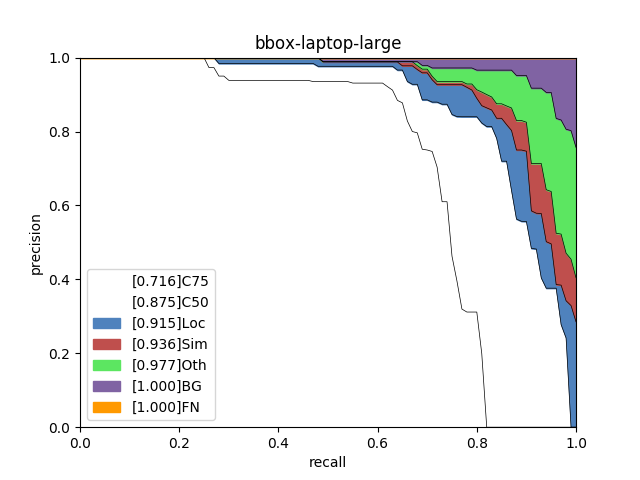 bbox-laptop-large
1.0
0.8
0.6
0.4
0.2
0.0
precision
[0.716]C75
[0.875]C50
[0.915]Loc
[0.936]Sim
[0.977]Oth
[1.000]BG
[1.000]FN
0.0 0.2 0.4 0.6 0.8 1.0
recall